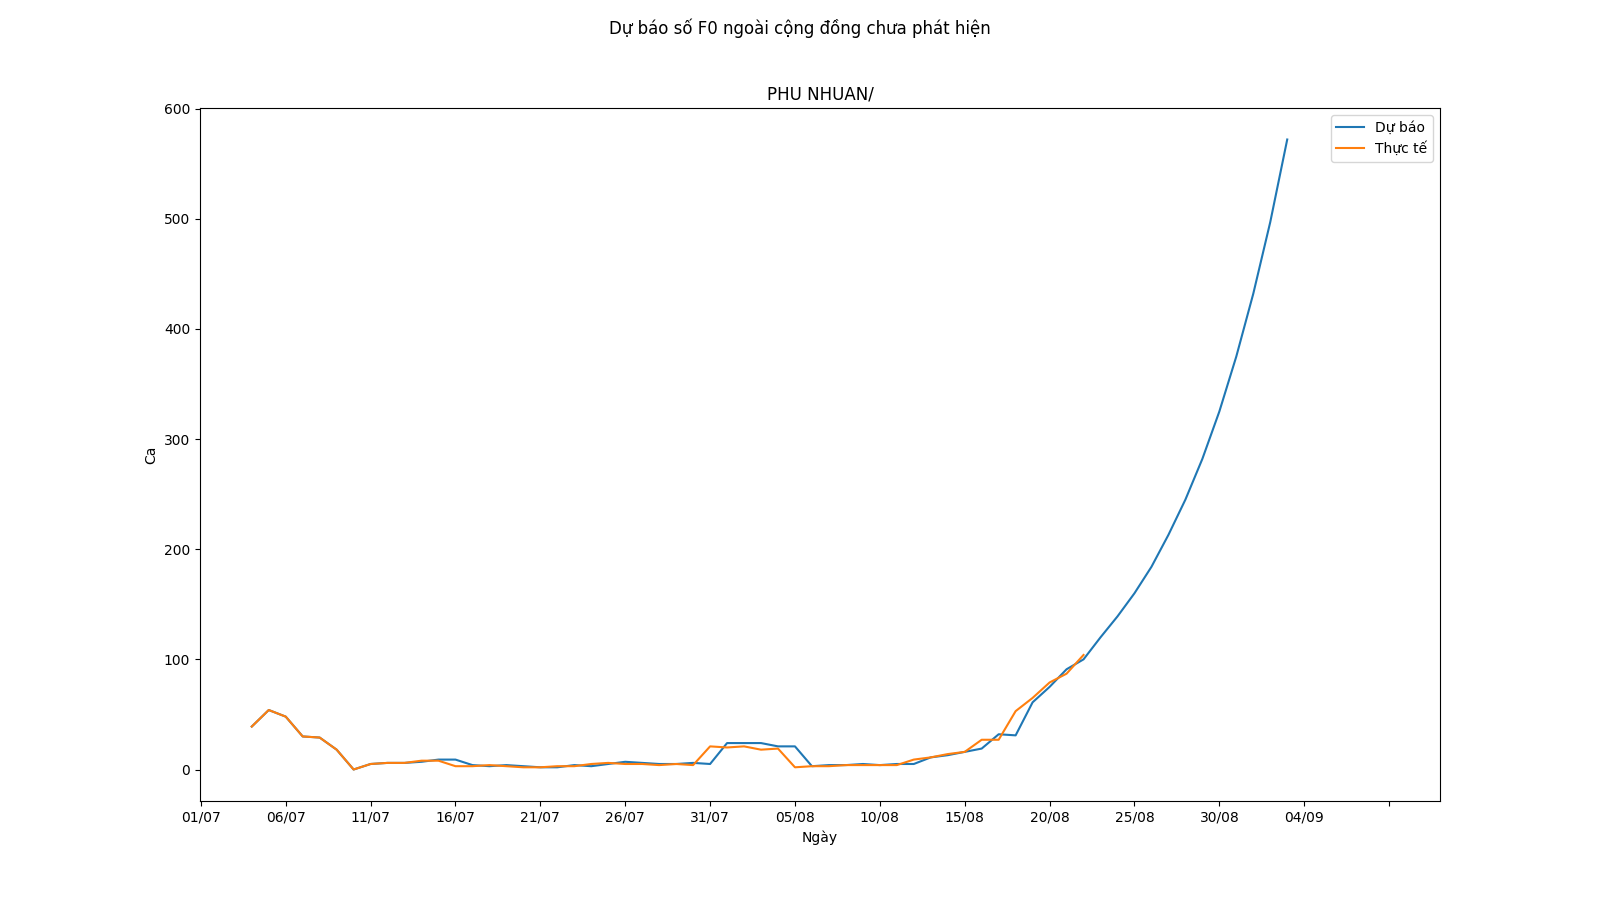 Dự báo số F0 ngoài cộng đồng chưa phát hiện
PHU NHUAN/
Dự báo
Thực tế
600
500
400
300
200
100
0
Ca
01/07 06/07 11/07 16/07 21/07 26/07 31/07 05/08 10/08 15/08 20/08 25/08 30/08 04/09
Ngày